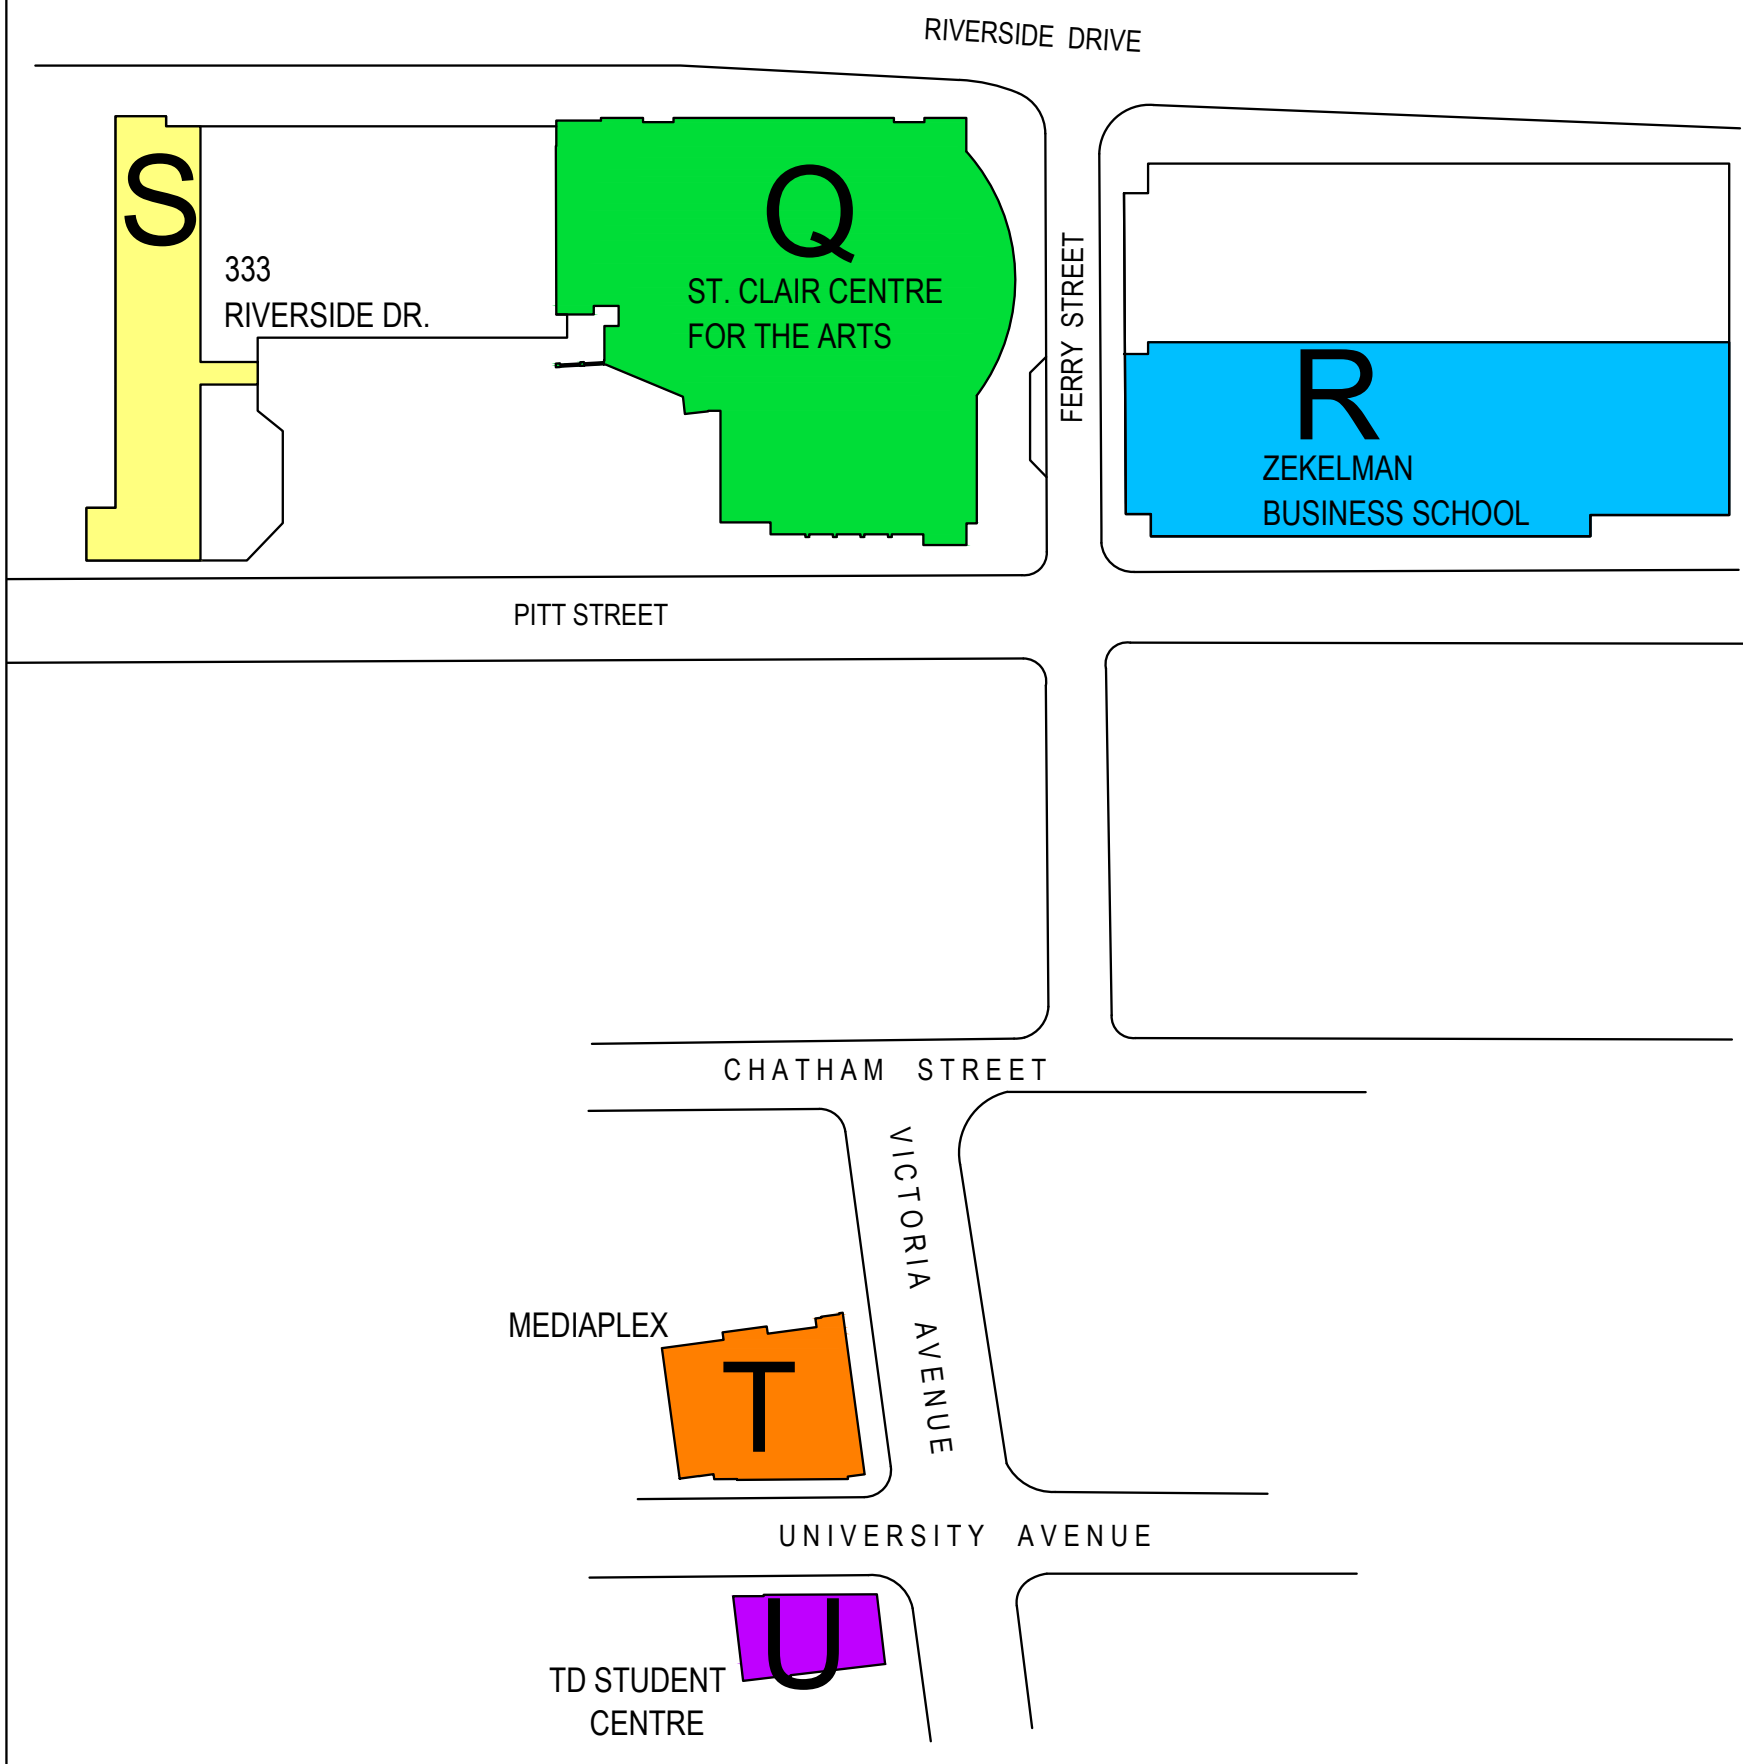 RIVERSIDE DRIVE
S
333
RIVERSIDE DR.
Q
ST. CLAIR CENTRE
FOR THE ARTS
FERRY STREET
R
ZEKELMAN
BUSINESS SCHOOL
PITT STREET
CHATHAM STREET
VICTORIA AVENUE
MEDIAPLEX
T
UNIVERSITY AVENUE
U
TD STUDENT
CENTRE